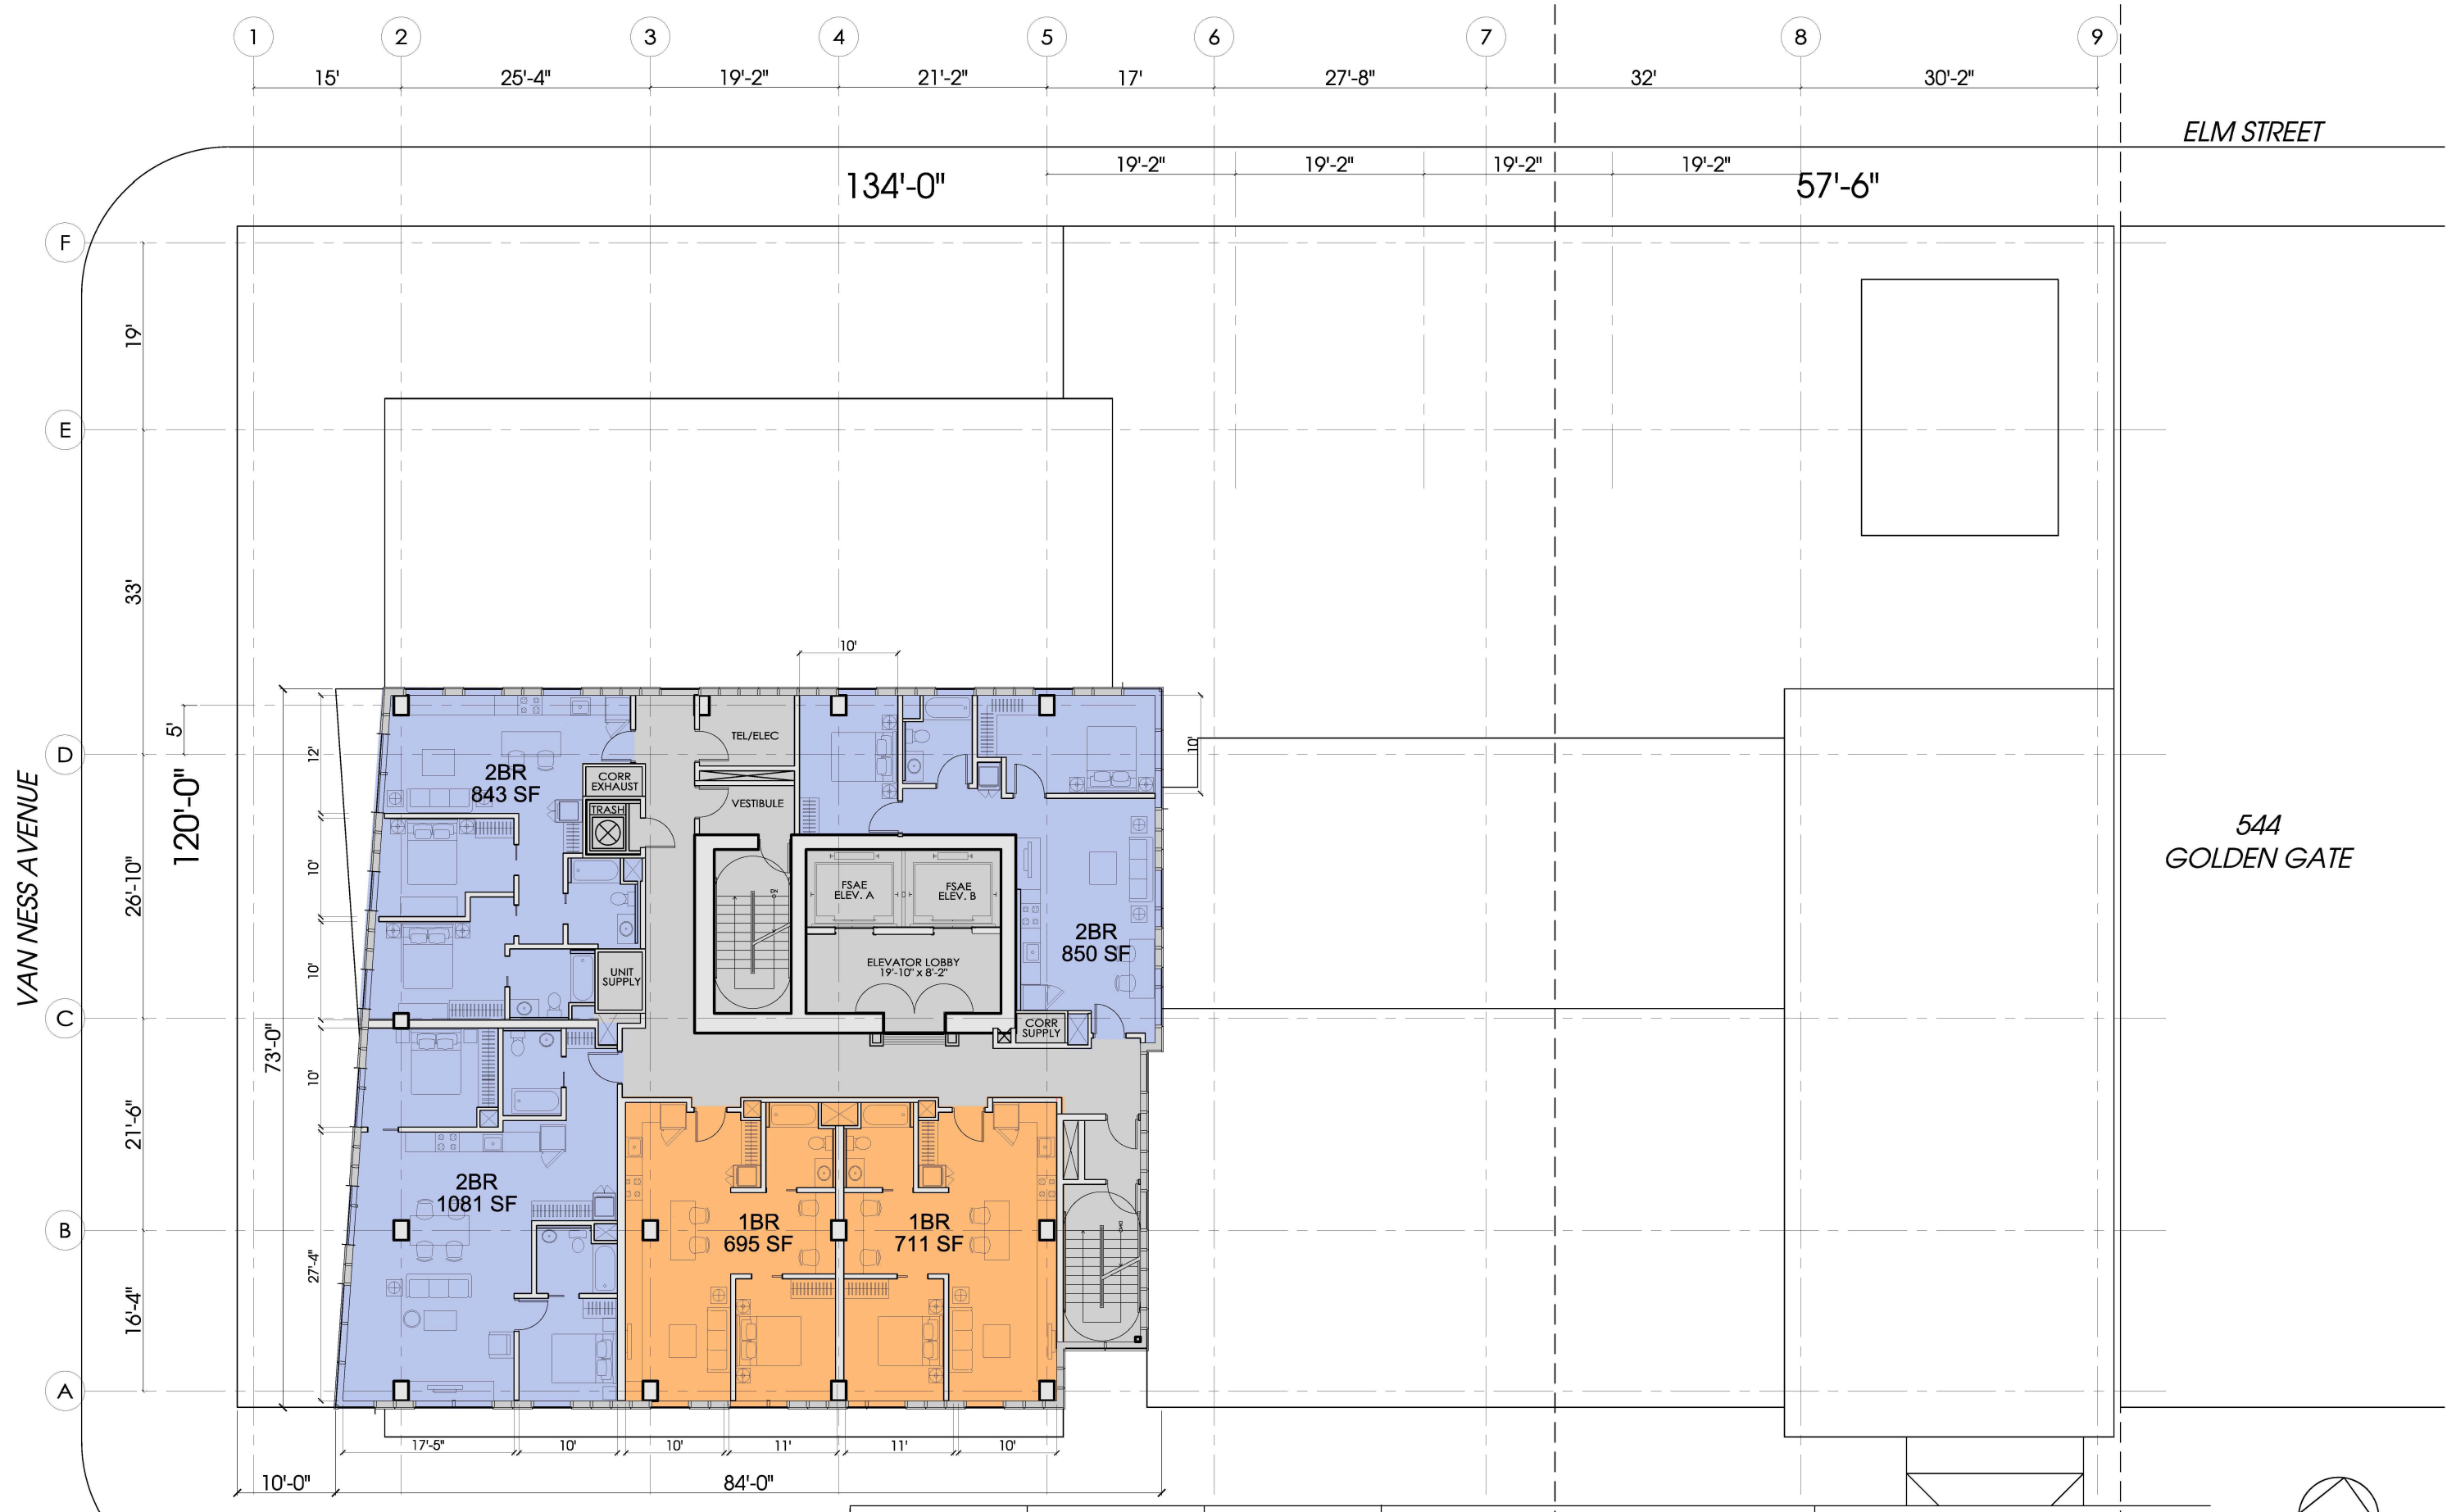 1 2 3 4 5 6 7 8 9
15' 25'-4" 19'-2" 21'-2" 17' 27'-8" 32' 30'-2"
ELM STREET
19'-2" 19'-2" 19'-2" 19'-2"
134'-0" 57'-6"
F
19'
E
33'
10'
5'
D
12'
10'
TEL/ELEC
2BR
843 SF
CORR
EXHAUST
TRASH
VESTIBULE
VAN NESS AVENUE
120'-0"
544
GOLDEN GATE
26'-10"
10'
FSAE
ELEV. A
FSAE
ELEV. B
DN
2BR
850 SF
10'
UNIT
SUPPLY
ELEVATOR LOBBY
19'-10" x 8'-2"
C
CORR
SUPPLY
73'-0"
10'
21'-6"
2BR
1081 SF
B
1BR
695 SF
1BR
711 SF
27'-4"
16'-4"
A
17'-5" 10' 10' 11' 11' 10'
10'-0" 84'-0"